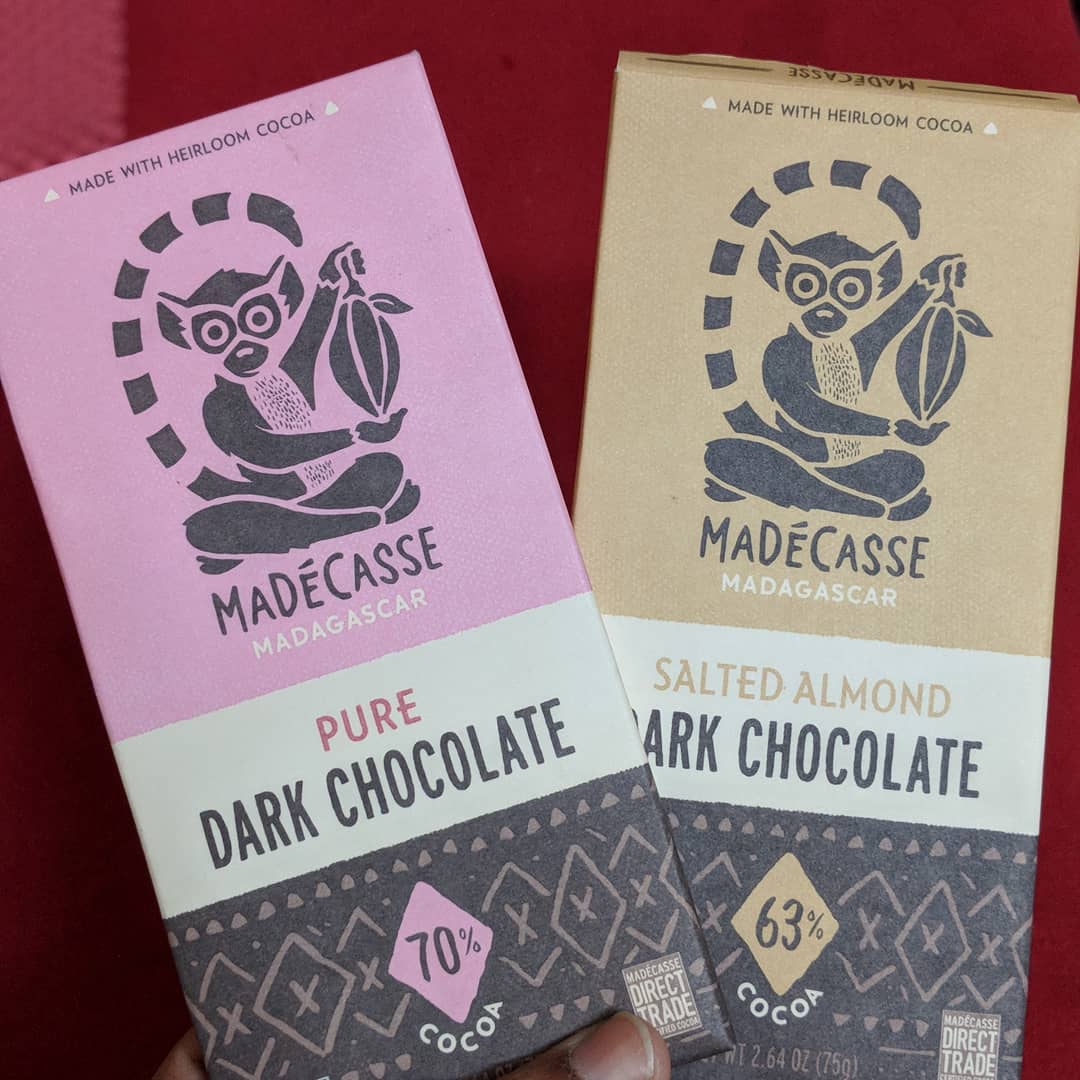 MADE WITH HEIRLOOM COCOA
MADÉCASSE
MADAGASCAR
PURE
DARK CHOCOLATE
70%
COCOA
MADÉCASSE
DIRECT
TRADE
MADÉCASSE
MADE WITH HEIRLOOM COCOA
MADÉCASSE
MADAGASCAR
SALTED ALMOND
DARK CHOCOLATE
63%
COCOA
WT 2.64 OZ (75g)
MADÉCASSE
DIRECT
TRADE